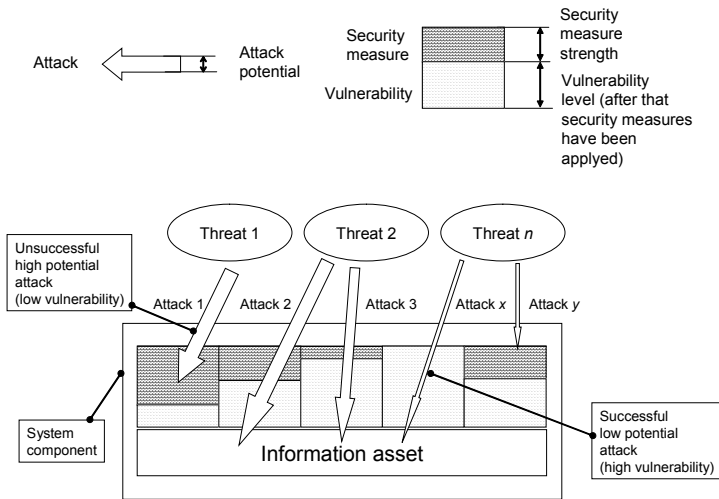 Attack
Attack
potential
Security
measure
Vulnerability
Security
measure
strength
Vulnerability
level (after that
security measures
have been
applyed)
Threat 1
Threat 2
Threat n
Unsuccessful
high potential
attack
(low vulnerability)
Attack 1
Attack 2
Attack 3
Attack x
Attack y
System
component
Information asset
Successful
low potential
attack
(high vulnerability)